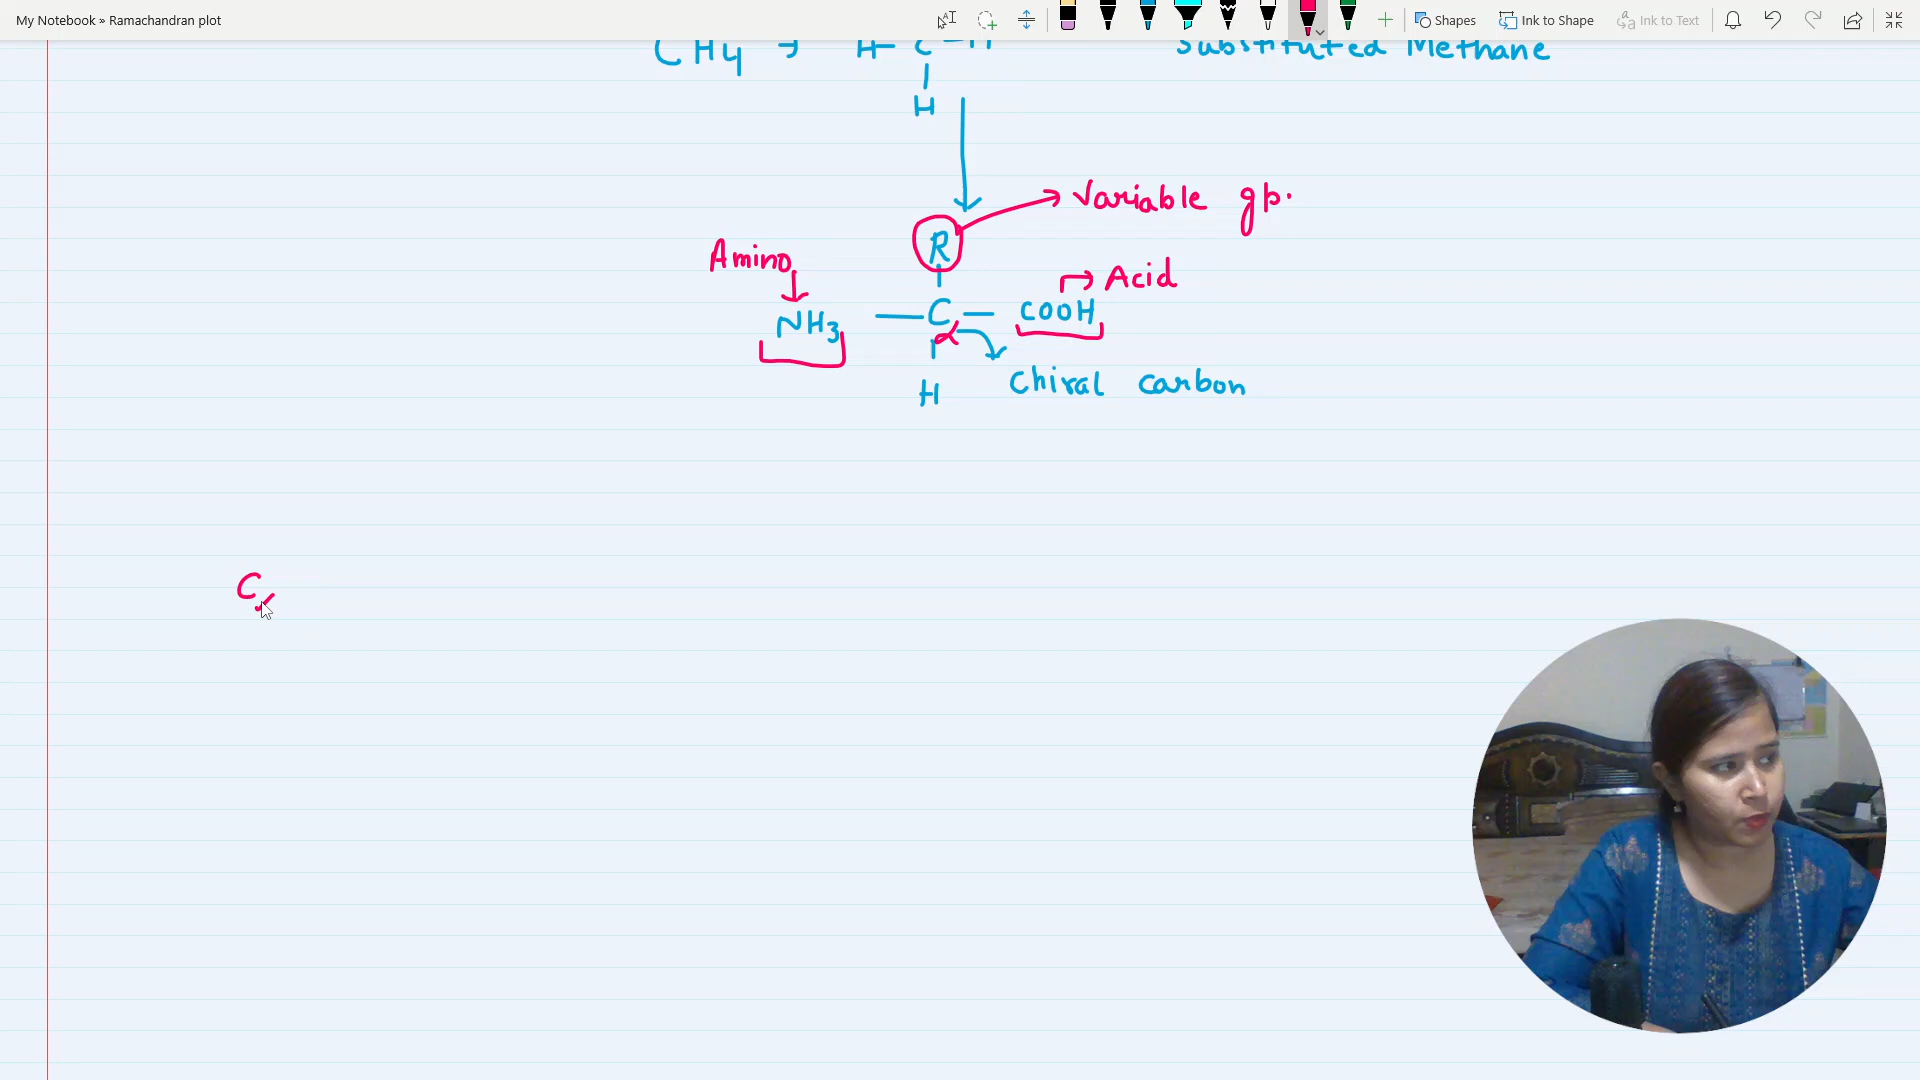 My Notebook » Ramachandran plot
Shapes
Ink to Shape
Ink to Text
CH4 → H- C -H
Substituted Methane
H
Variable gp.
R
Amino
Acid
NH3 — C — COOH
α
H
Chiral carbon
C